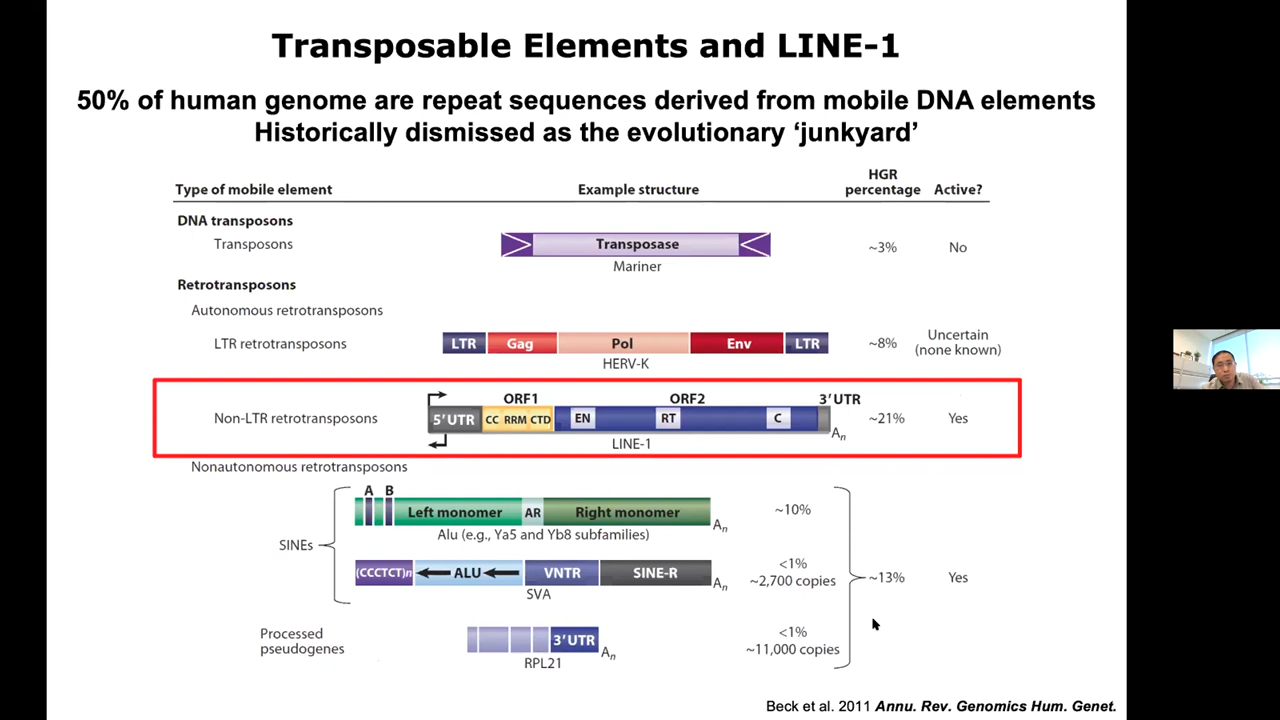 Transposable Elements and LINE-1
50% of human genome are repeat sequences derived from mobile DNA elements
Historically dismissed as the evolutionary ‘junkyard’
Type of mobile element Example structure HGR percentage Active?
DNA transposons
Transposons Transposase ~3% No
Mariner
Retrotransposons
Autonomous retrotransposons
LTR retrotransposons LTR Gag Pol Env LTR ~8% Uncertain (none known)
HERV-K
ORF1 ORF2 3′ UTR
Non-LTR retrotransposons 5′ UTR CC RRM CTD EN RT C An ~21% Yes
LINE-1
Nonautonomous retrotransposons
A B
Left monomer AR Right monomer An ~10%
Alu (e.g., Ya5 and Yb8 subfamilies)
SINEs
(CCCTCT)n ALU VNTR SINE-R An <1% ~2,700 copies ~13% Yes
SVA
Processed pseudogenes 3′ UTR An <1% ~11,000 copies
RPL21
Beck et al. 2011 Annu. Rev. Genomics Hum. Genet.